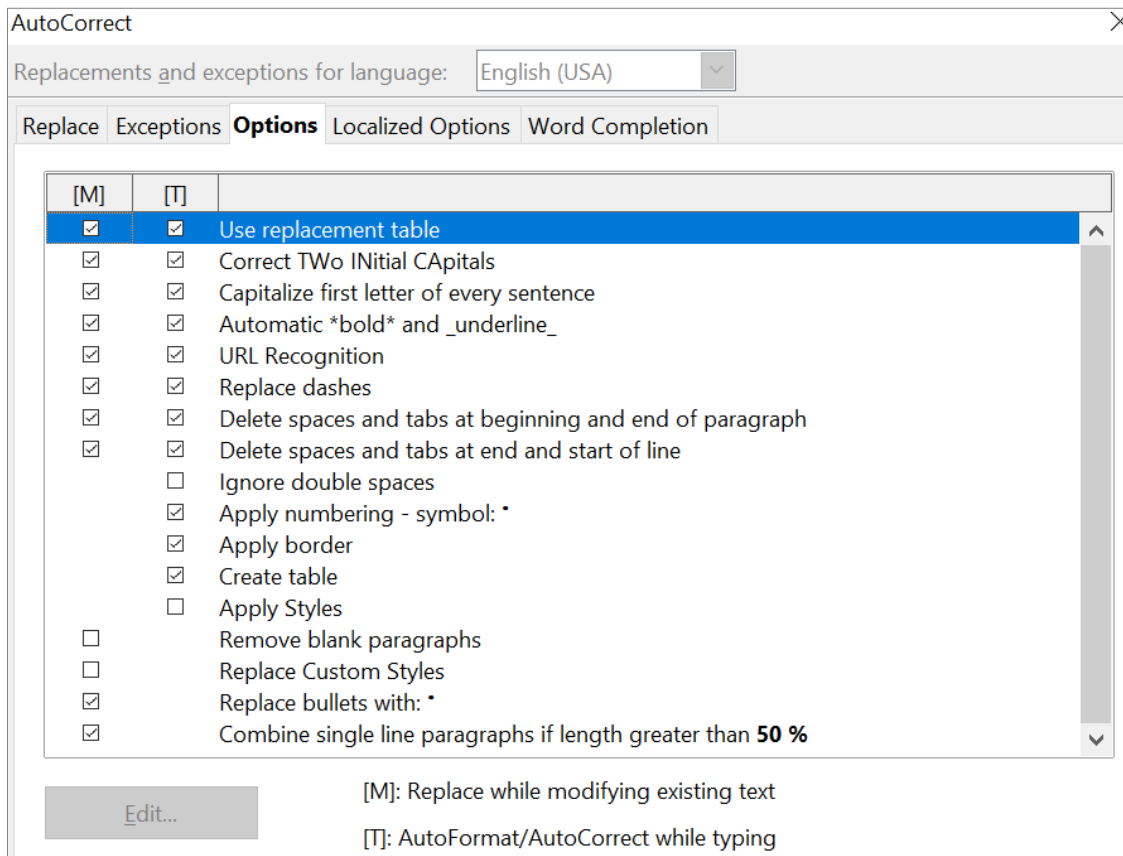 AutoCorrect
Replacements and exceptions for language: English (USA)
Replace Exceptions Options Localized Options Word Completion
[M] [T]
Use replacement table
Correct TWo INitial CApitals
Capitalize first letter of every sentence
Automatic *bold* and _underline_
URL Recognition
Replace dashes
Delete spaces and tabs at beginning and end of paragraph
Delete spaces and tabs at end and start of line
Ignore double spaces
Apply numbering - symbol: •
Apply border
Create table
Apply Styles
Remove blank paragraphs
Replace Custom Styles
Replace bullets with: •
Combine single line paragraphs if length greater than 50 %
[M]: Replace while modifying existing text
Edit...
[T]: AutoFormat/AutoCorrect while typing